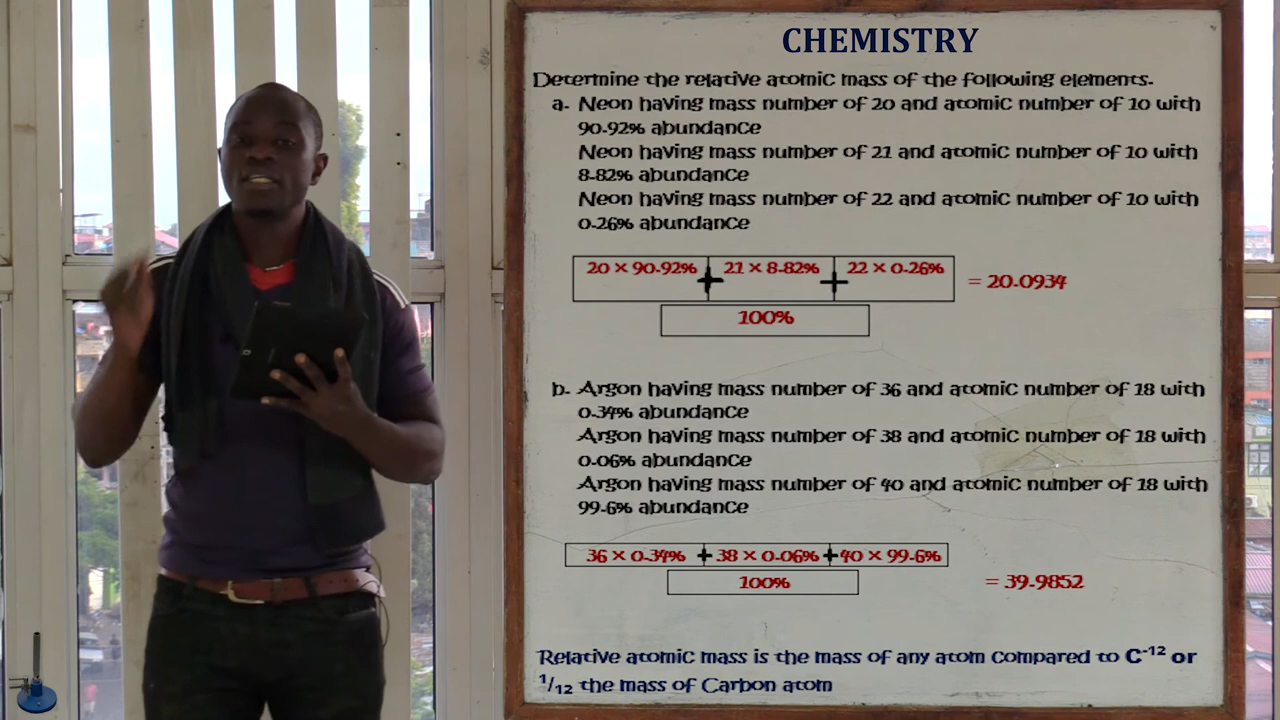 CHEMISTRY
Determine the relative atomic mass of the following elements.
a. Neon having mass number of 20 and atomic number of 10 with
90.92% abundance
Neon having mass number of 21 and atomic number of 10 with
8.82% abundance
Neon having mass number of 22 and atomic number of 10 with
0.26% abundance
20 × 90.92% + 21 × 8.82% + 22 × 0.26%
= 20.0934
100%
b. Argon having mass number of 36 and atomic number of 18 with
0.34% abundance
Argon having mass number of 38 and atomic number of 18 with
0.06% abundance
Argon having mass number of 40 and atomic number of 18 with
99.6% abundance
36 × 0.34% + 38 × 0.06% + 40 × 99.6%
100%
= 39.9852
Relative atomic mass is the mass of any atom compared to C⁻¹² or
¹/₁₂ the mass of Carbon atom